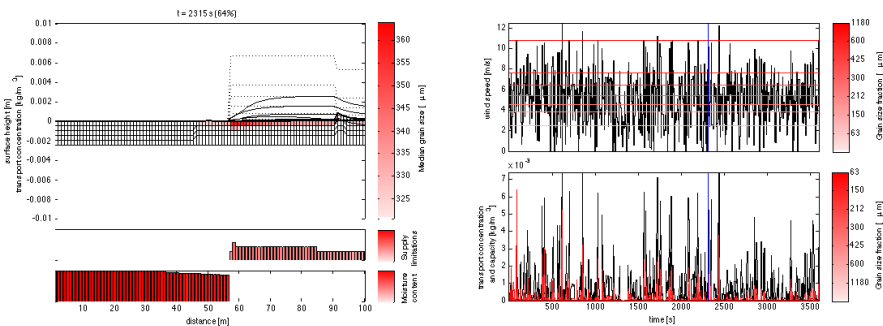 t = 2315 s (64%)
surface height [m]
transport concentration [kg/m^3]
0.01
0.008
0.006
0.004
0.002
0
-0.002
-0.004
-0.006
-0.008
-0.01
360
355
350
345
340
335
330
325
Median grain size [ μm]
Supply
limitations
Moisture
content
10 20 30 40 50 60 70 80 90 100
distance [m]
wind speed [m/s]
12
10
8
6
4
2
0
1180
600
430
300
212
150
63
Grain size fraction [ μm]
x 10^-3
transport concentration
and capacity [kg/m^3]
7
6
5
4
3
2
1
0
500 1000 1500 2000 2500 3000 3500
time [s]
63
150
212
300
430
600
1180
Grain size fraction [ μm]